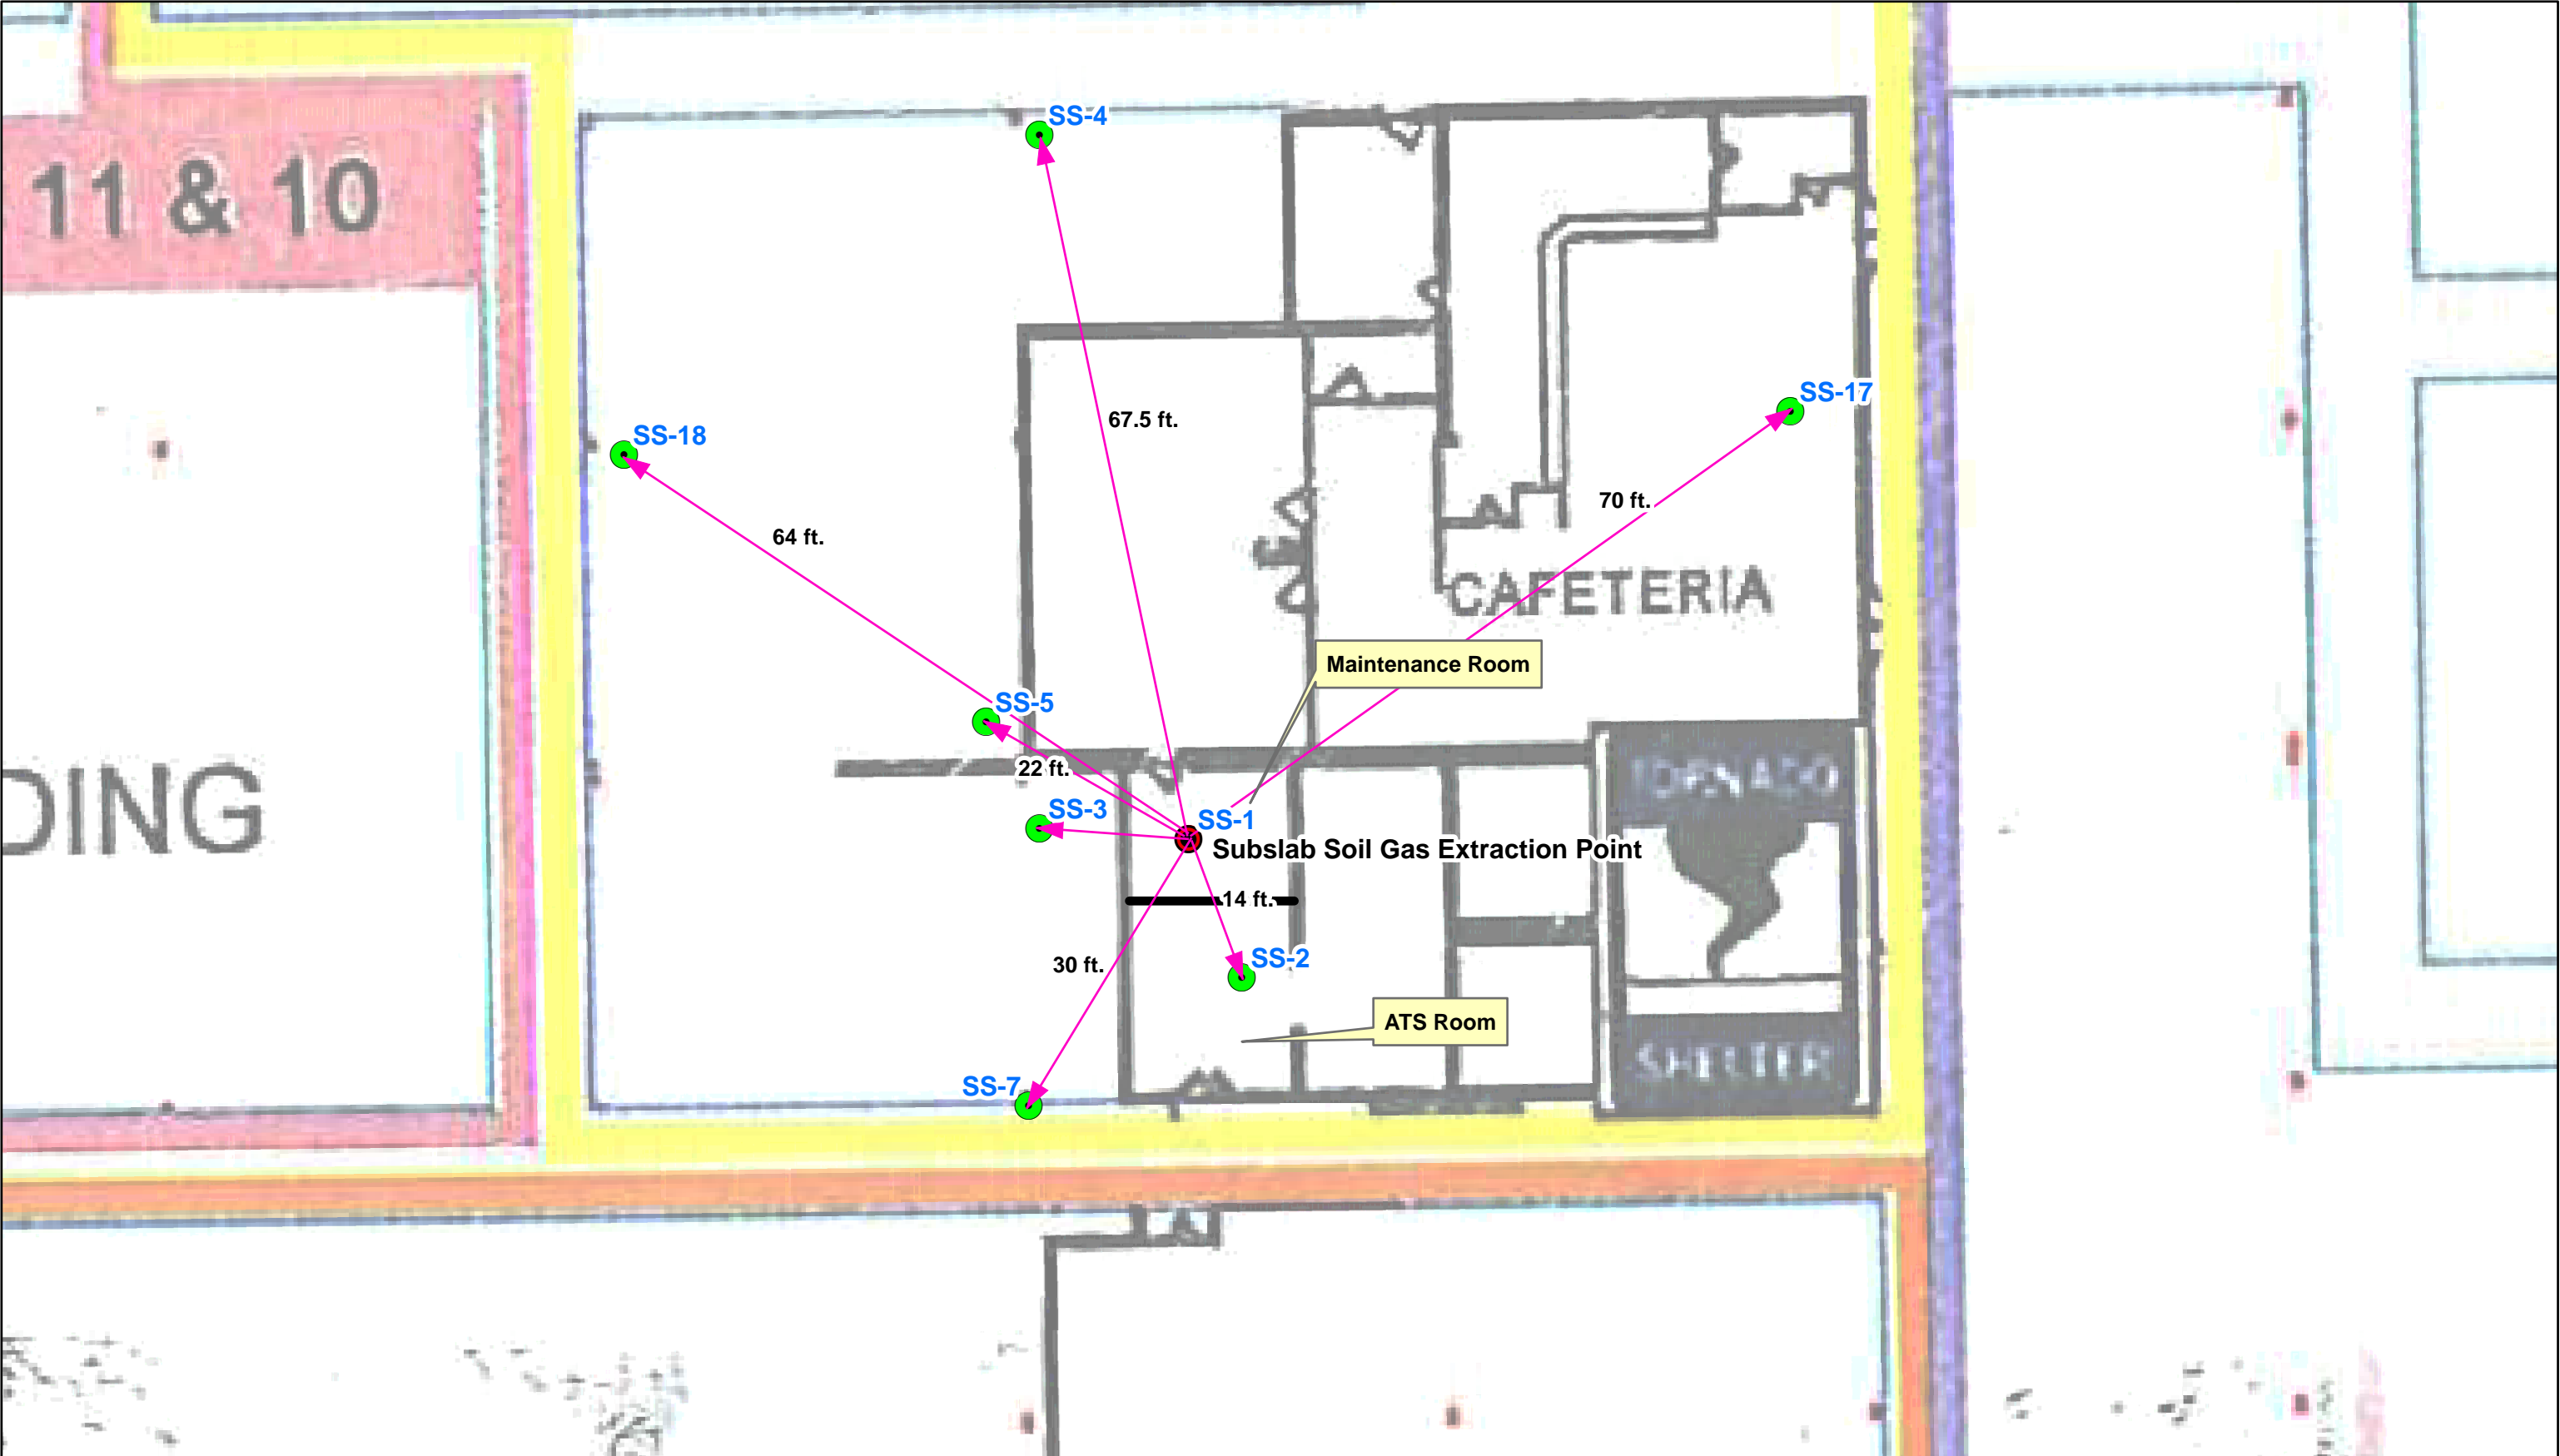 SS-4
11 & 10
SS-17
67.5 ft.
SS-18
70 ft.
64 ft.
CAFETERIA
Maintenance Room
SS-5
22 ft.
TORNADO
SS-3
SS-1
DING
Subslab Soil Gas Extraction Point
14 ft.
SS-2
30 ft.
ATS Room
SHELTER
SS-7